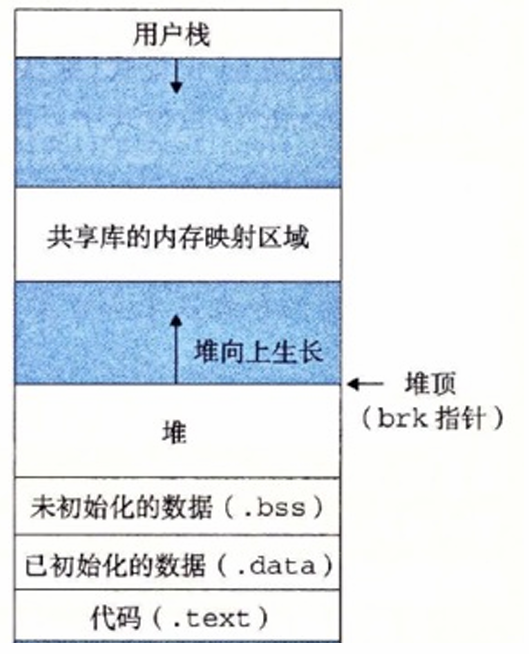 用户栈
共享库的内存映射区域
堆向上生长
堆顶
（brk 指针）
堆
未初始化的数据（.bss）
已初始化的数据（.data）
代码（.text）